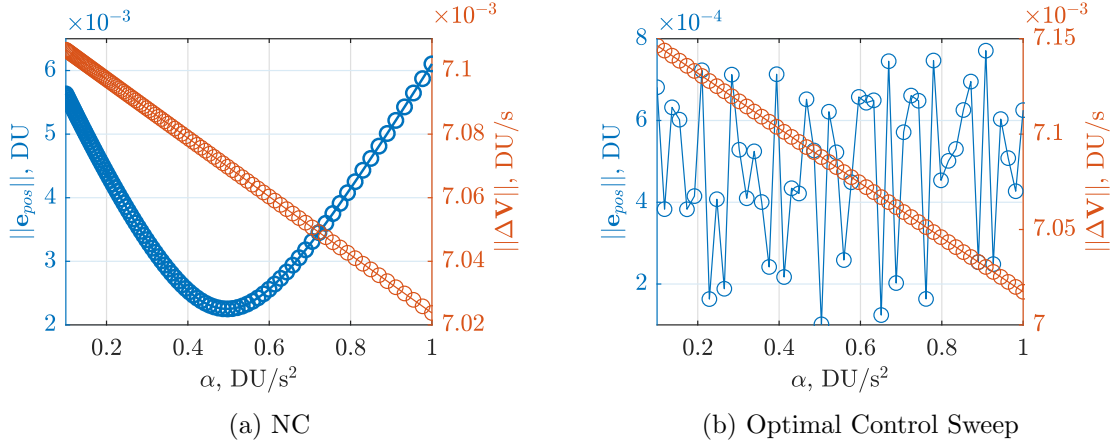 ×10⁻³
×10⁻³
6
5
4
3
2
||e_pos||, DU
7.1
7.08
7.06
7.04
7.02
||ΔV||, DU/s
0.2 0.4 0.6 0.8 1
α, DU/s²
(a) NC
×10⁻⁴
×10⁻³
8
6
4
2
||e_pos||, DU
7.15
7.1
7.05
7
||ΔV||, DU/s
0.2 0.4 0.6 0.8 1
α, DU/s²
(b) Optimal Control Sweep